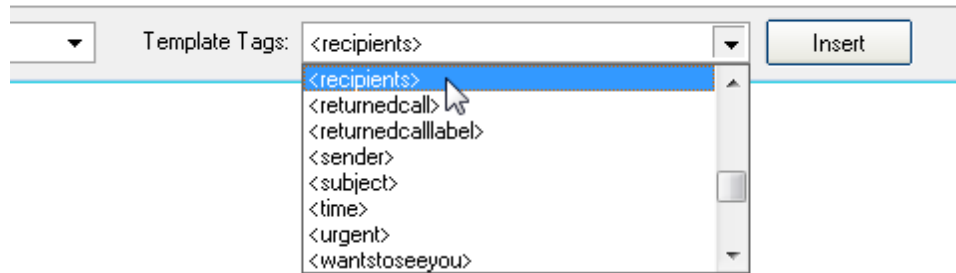 Template Tags: <recipients> Insert
<recipients>
<returnedcall>
<returnedcalllabel>
<sender>
<subject>
<time>
<urgent>
<wantstoseeyou>